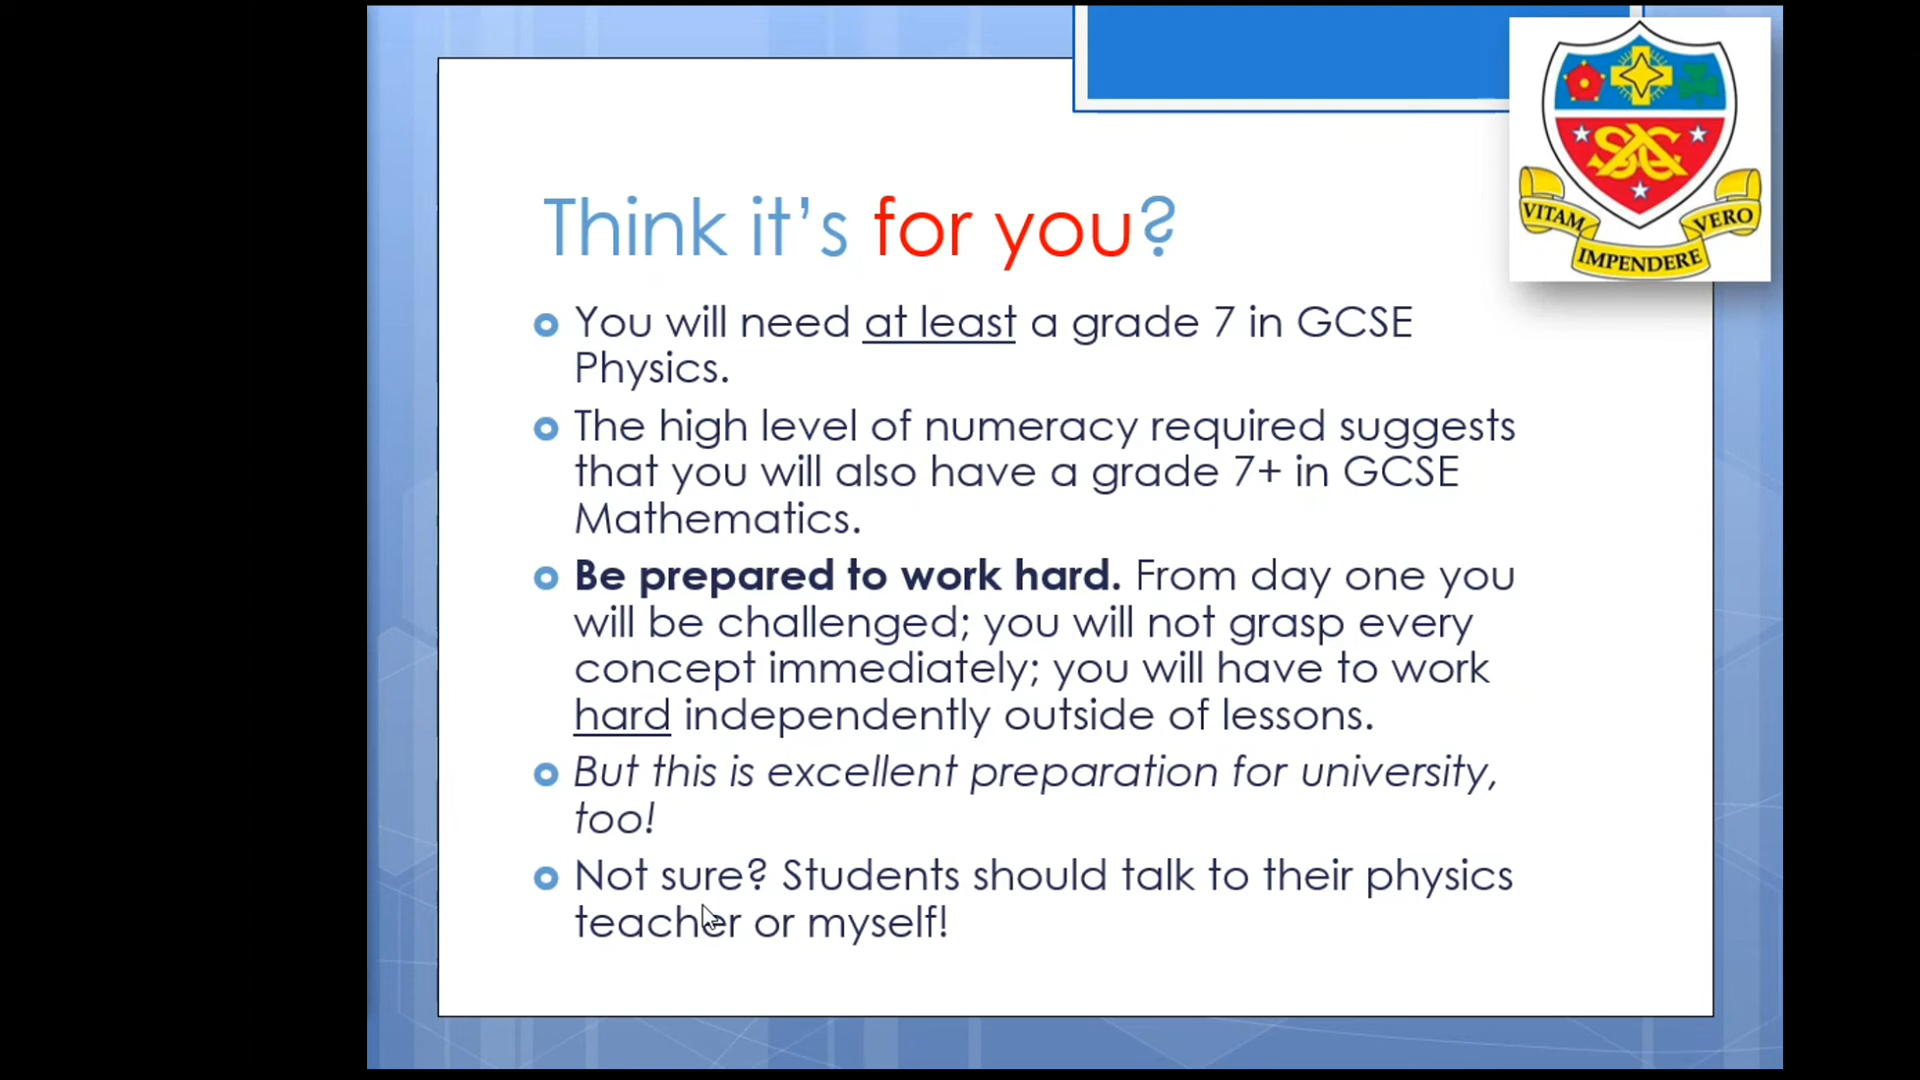 Think it's for you?
You will need at least a grade 7 in GCSE
Physics.
The high level of numeracy required suggests
that you will also have a grade 7+ in GCSE
Mathematics.
Be prepared to work hard. From day one you
will be challenged; you will not grasp every
concept immediately; you will have to work
hard independently outside of lessons.
But this is excellent preparation for university,
too!
Not sure? Students should talk to their physics
teacher or myself!
VITAM
IMPENDERE
VERO